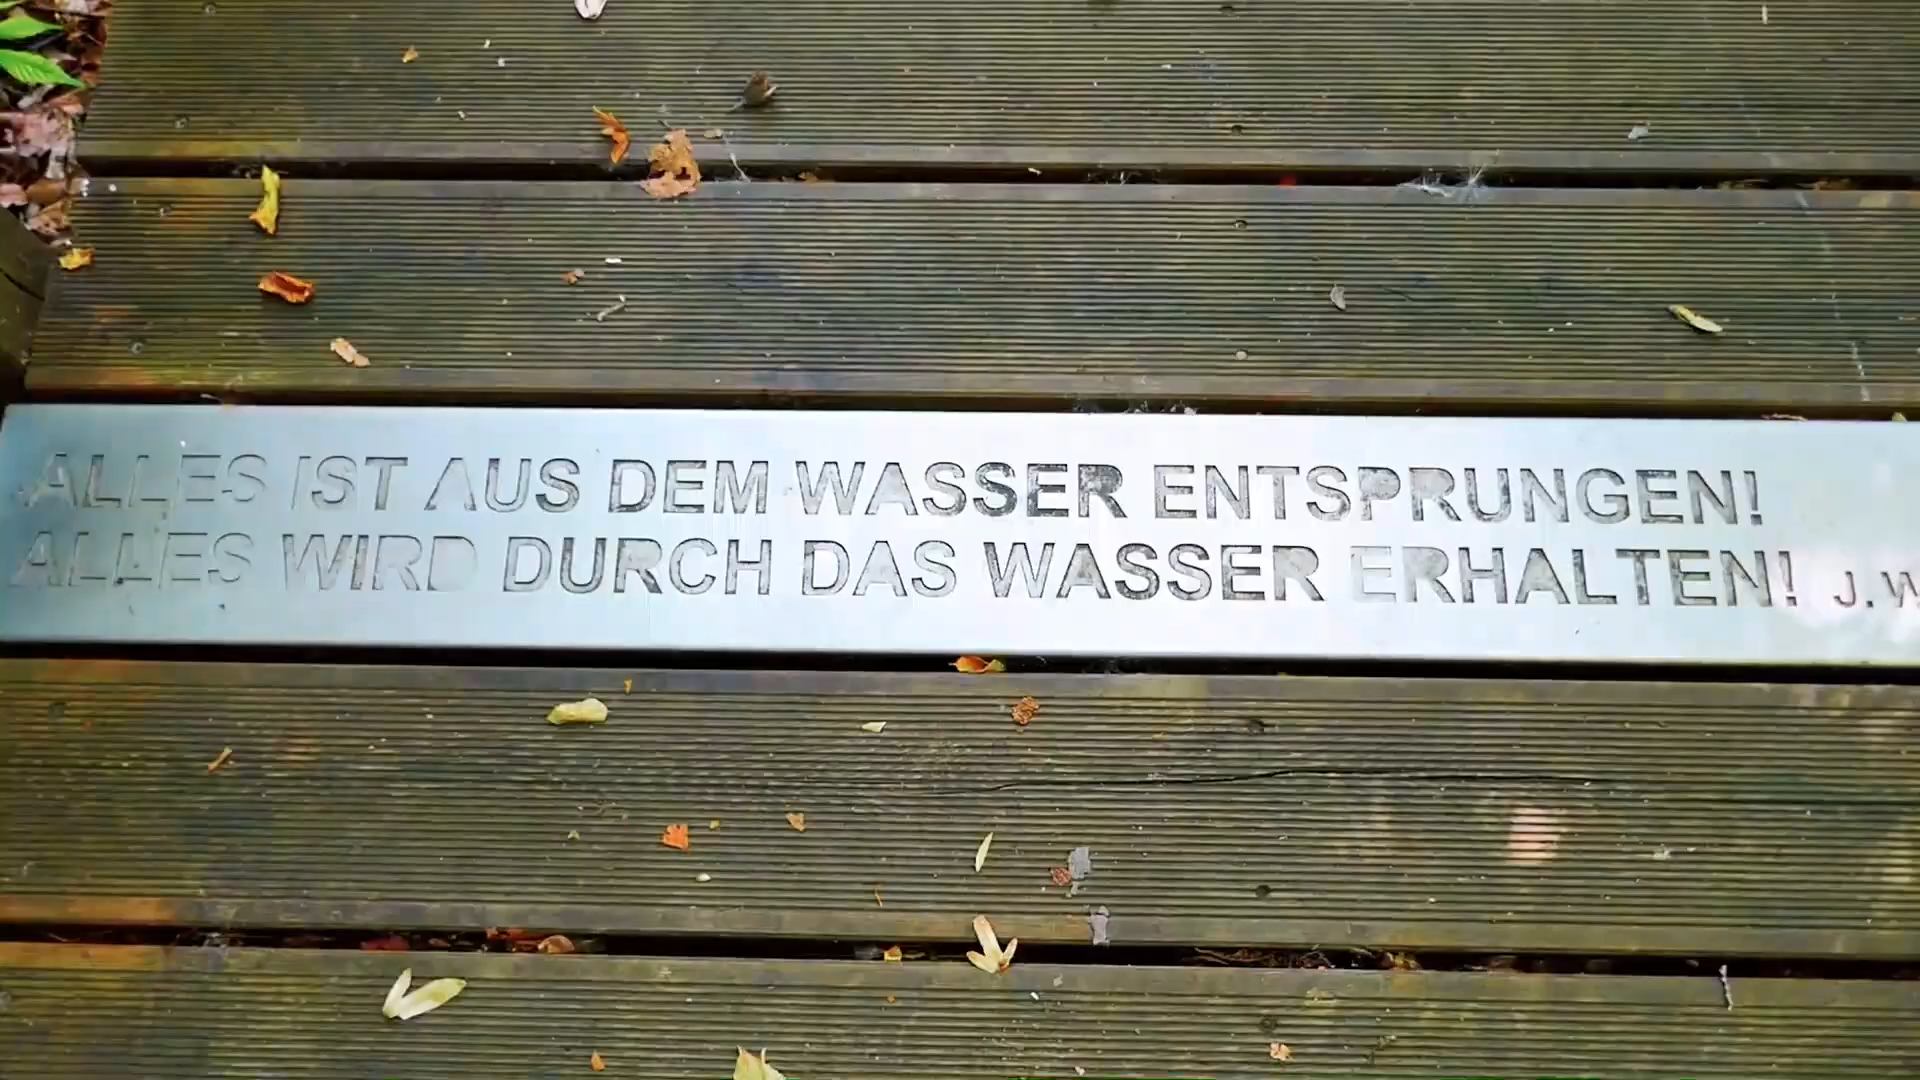 ALLES IST AUS DEM WASSER ENTSPRUNGEN!
ALLES WIRD DURCH DAS WASSER ERHALTEN! J.W